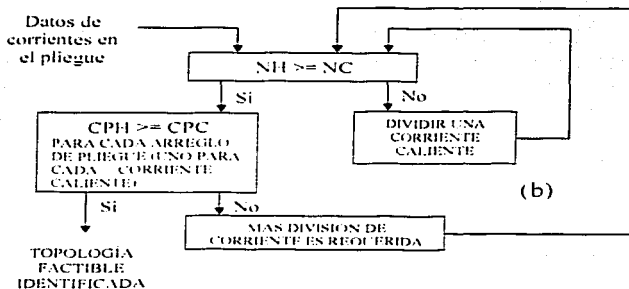 Datos de
corrientes en
el pliegue
NH >= NC
Si
No
CPH >= CPC
PARA CADA ARREGLO
DE PLIEGUE (UNO PARA
CADA CORRIENTE
CALIENTE)
DIVIDIR UNA
CORRIENTE
CALIENTE
(b)
Si
No
MAS DIVISION DE
CORRIENTE ES REQUERIDA
TOPOLOGÍA
FACTIBLE
IDENTIFICADA